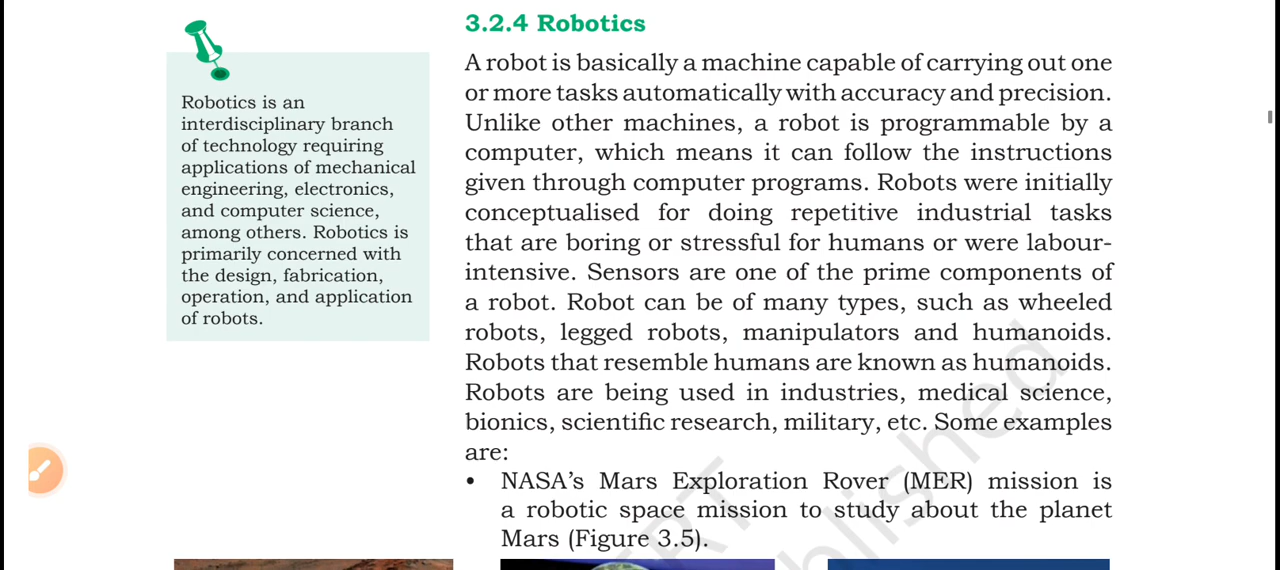 3.2.4 Robotics
A robot is basically a machine capable of carrying out one
or more tasks automatically with accuracy and precision.
Unlike other machines, a robot is programmable by a
computer, which means it can follow the instructions
given through computer programs. Robots were initially
conceptualised for doing repetitive industrial tasks
that are boring or stressful for humans or were labour-
intensive. Sensors are one of the prime components of
a robot. Robot can be of many types, such as wheeled
robots, legged robots, manipulators and humanoids.
Robots that resemble humans are known as humanoids.
Robots are being used in industries, medical science,
bionics, scientific research, military, etc. Some examples
are:
• NASA's Mars Exploration Rover (MER) mission is
a robotic space mission to study about the planet
Mars (Figure 3.5).
Robotics is an
interdisciplinary branch
of technology requiring
applications of mechanical
engineering, electronics,
and computer science,
among others. Robotics is
primarily concerned with
the design, fabrication,
operation, and application
of robots.